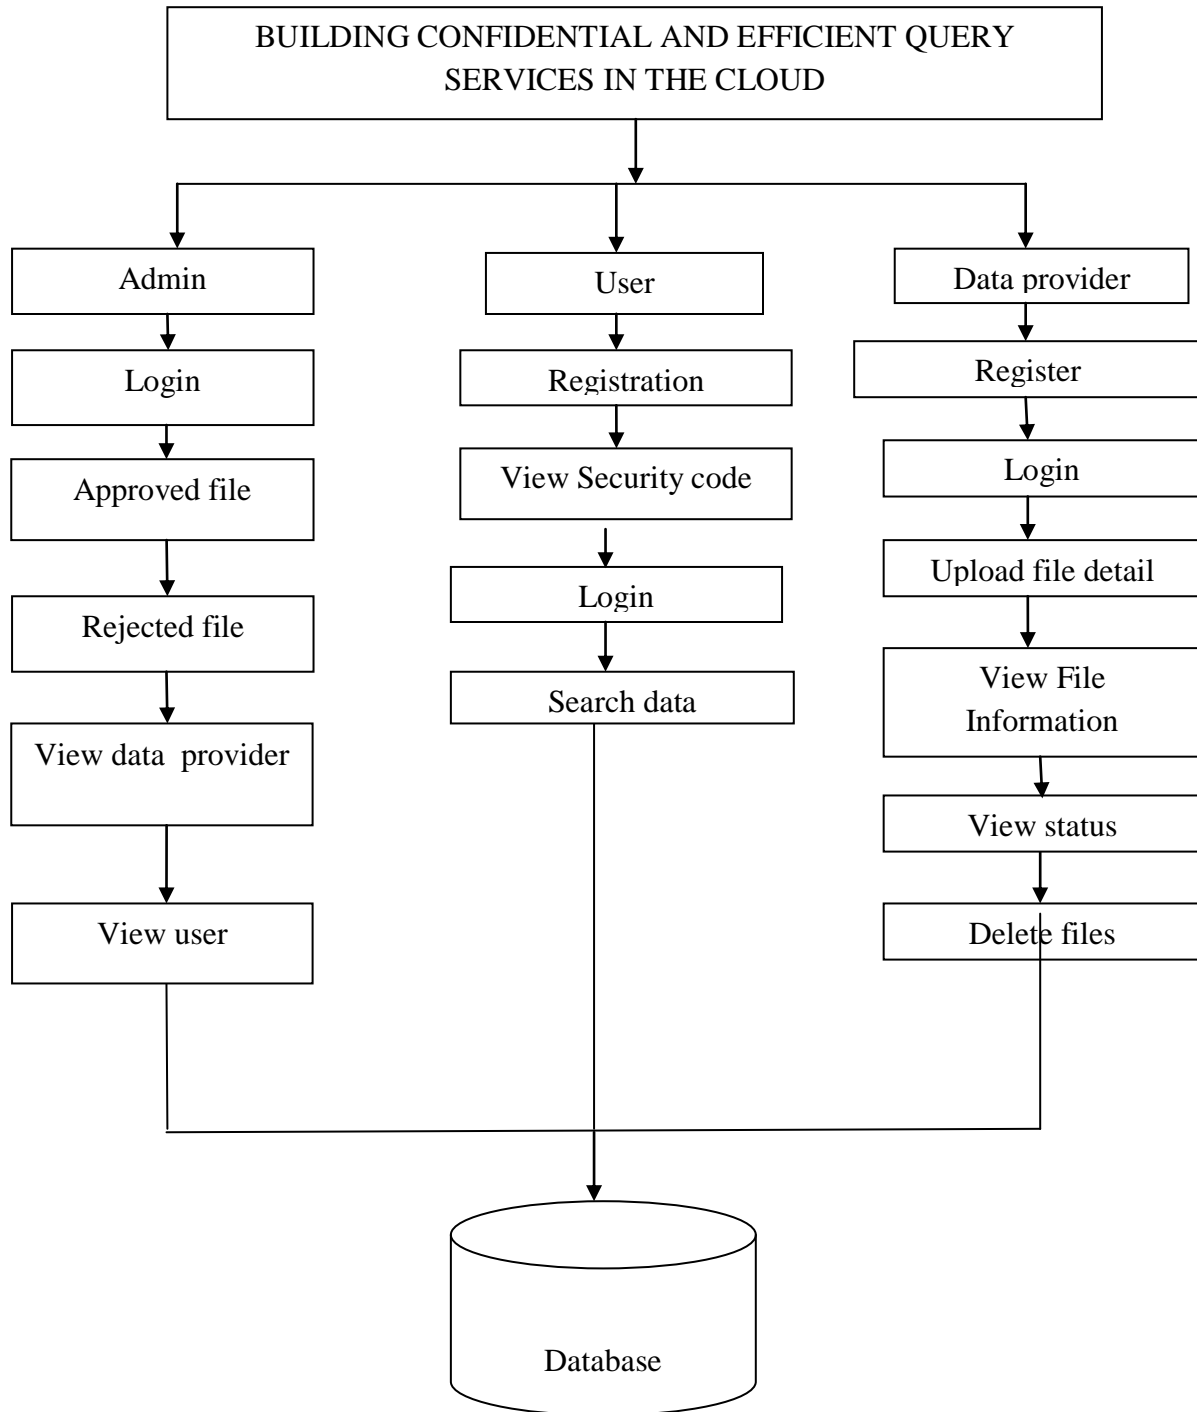 BUILDING CONFIDENTIAL AND EFFICIENT QUERY
SERVICES IN THE CLOUD
Admin
Login
Approved file
Rejected file
View data  provider
View user
User
Registration
View Security code
Login
Search data
Data provider
Register
Login
Upload file detail
View File
Information
View status
Delete files
Database